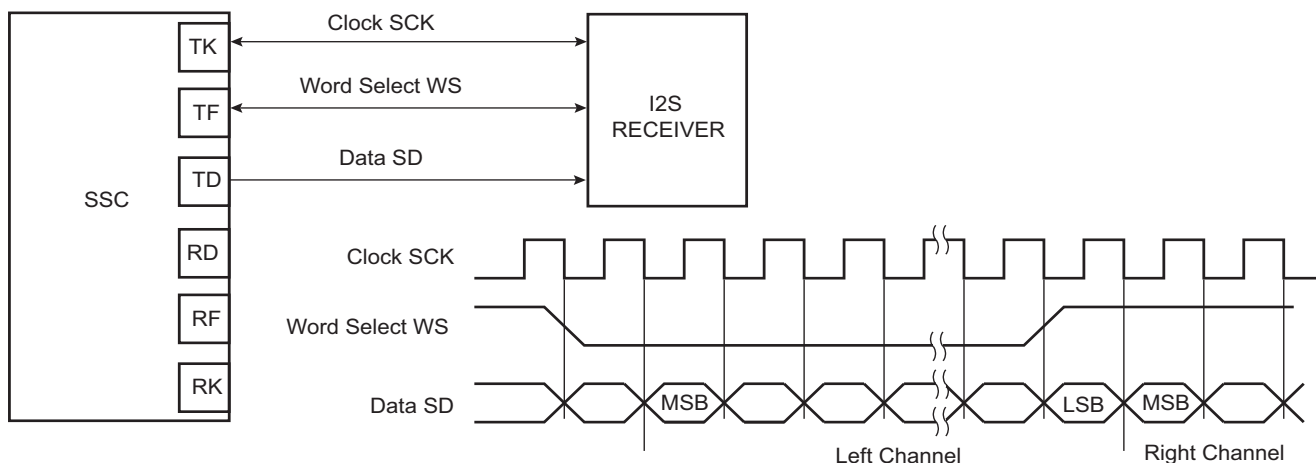 Clock SCK
TK
Word Select WS
TF
I2S
RECEIVER
Data SD
TD
SSC
RD
RF
RK
Clock SCK
Word Select WS
Data SD
MSB
LSB
MSB
Left Channel
Right Channel